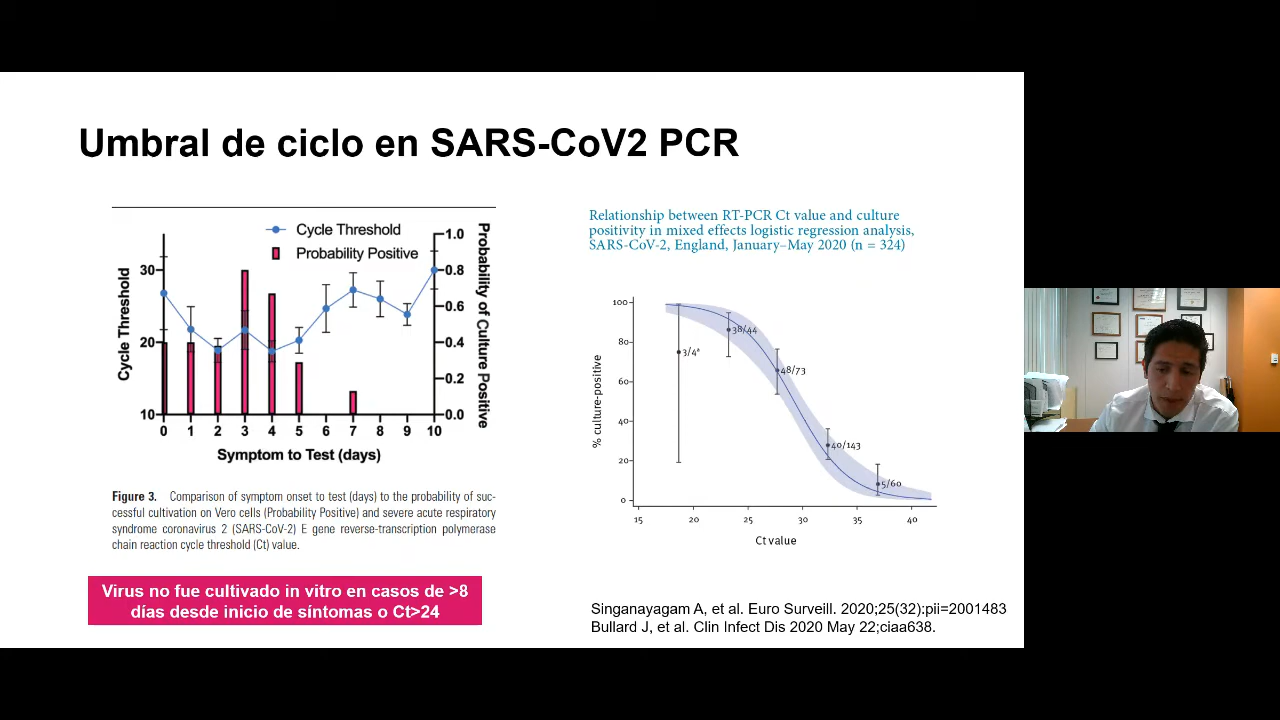 Umbral de ciclo en SARS-CoV2 PCR
Cycle Threshold
Probability Positive
Cycle Threshold
30
20
10
1.0
0.8
0.6
0.4
0.2
0.0
Probability of Culture Positive
0 1 2 3 4 5 6 7 8 9 10
Symptom to Test (days)
Figure 3. Comparison of symptom onset to test (days) to the probability of suc-
cessful cultivation on Vero cells (Probability Positive) and severe acute respiratory
syndrome coronavirus 2 (SARS-CoV-2) E gene reverse-transcription polymerase
chain reaction cycle threshold (Ct) value.
Virus no fue cultivado in vitro en casos de >8
días desde inicio de síntomas o Ct>24
Relationship between RT-PCR Ct value and culture
positivity in mixed effects logistic regression analysis,
SARS-CoV-2, England, January–May 2020 (n = 324)
% culture-positive
100
80
60
40
20
0
3/4ª
38/44
48/73
40/143
5/60
15 20 25 30 35 40
Ct value
Singanayagam A, et al. Euro Surveill. 2020;25(32):pii=2001483
Bullard J, et al. Clin Infect Dis 2020 May 22;ciaa638.